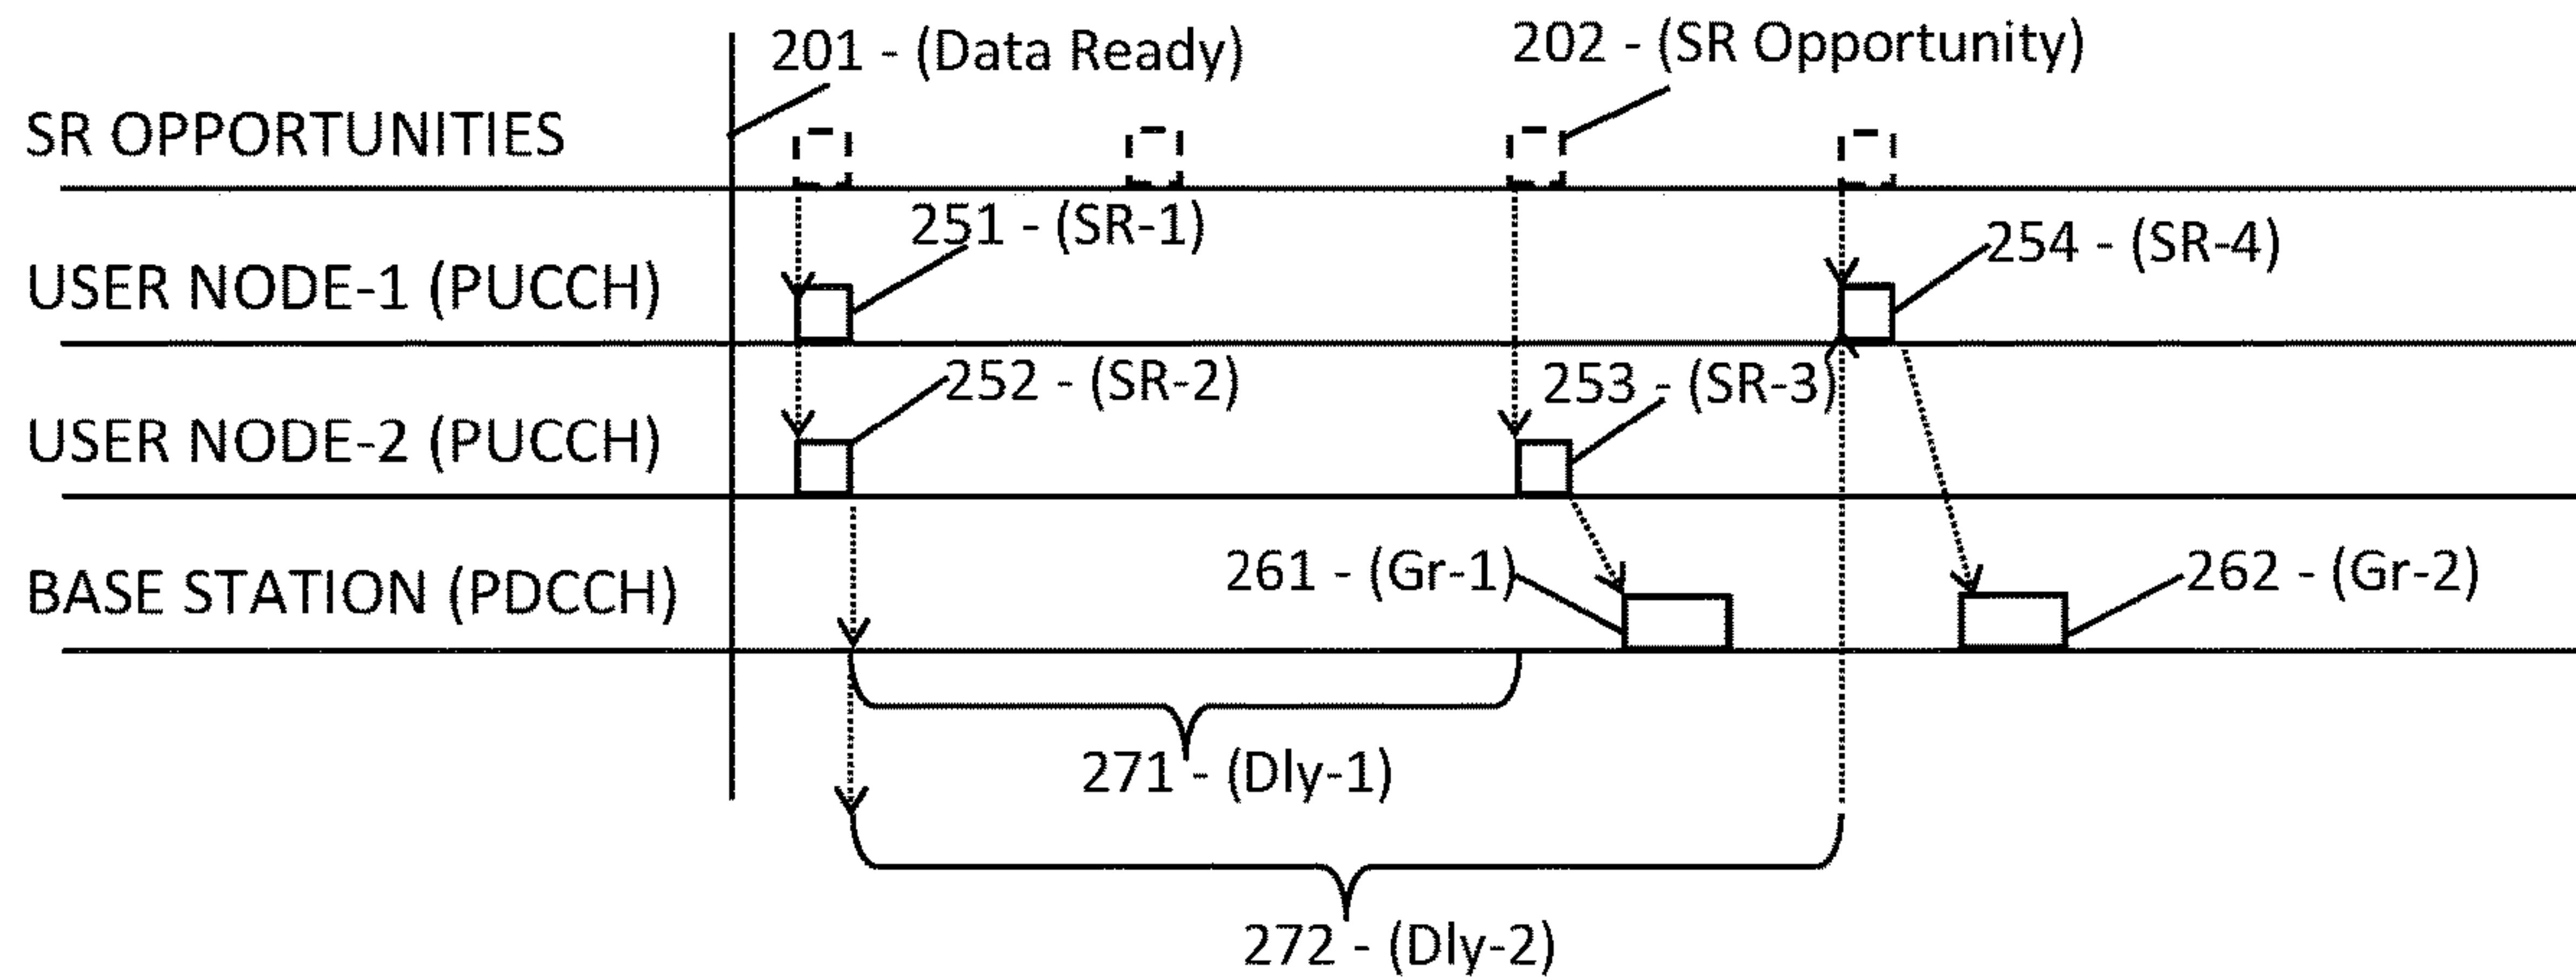 201 - (Data Ready)
202 - (SR Opportunity)
SR OPPORTUNITIES
251 - (SR-1)
254 - (SR-4)
USER NODE-1 (PUCCH)
252 - (SR-2)
253 - (SR-3)
USER NODE-2 (PUCCH)
261 - (Gr-1)
262 - (Gr-2)
BASE STATION (PDCCH)
271 - (Dly-1)
272 - (Dly-2)